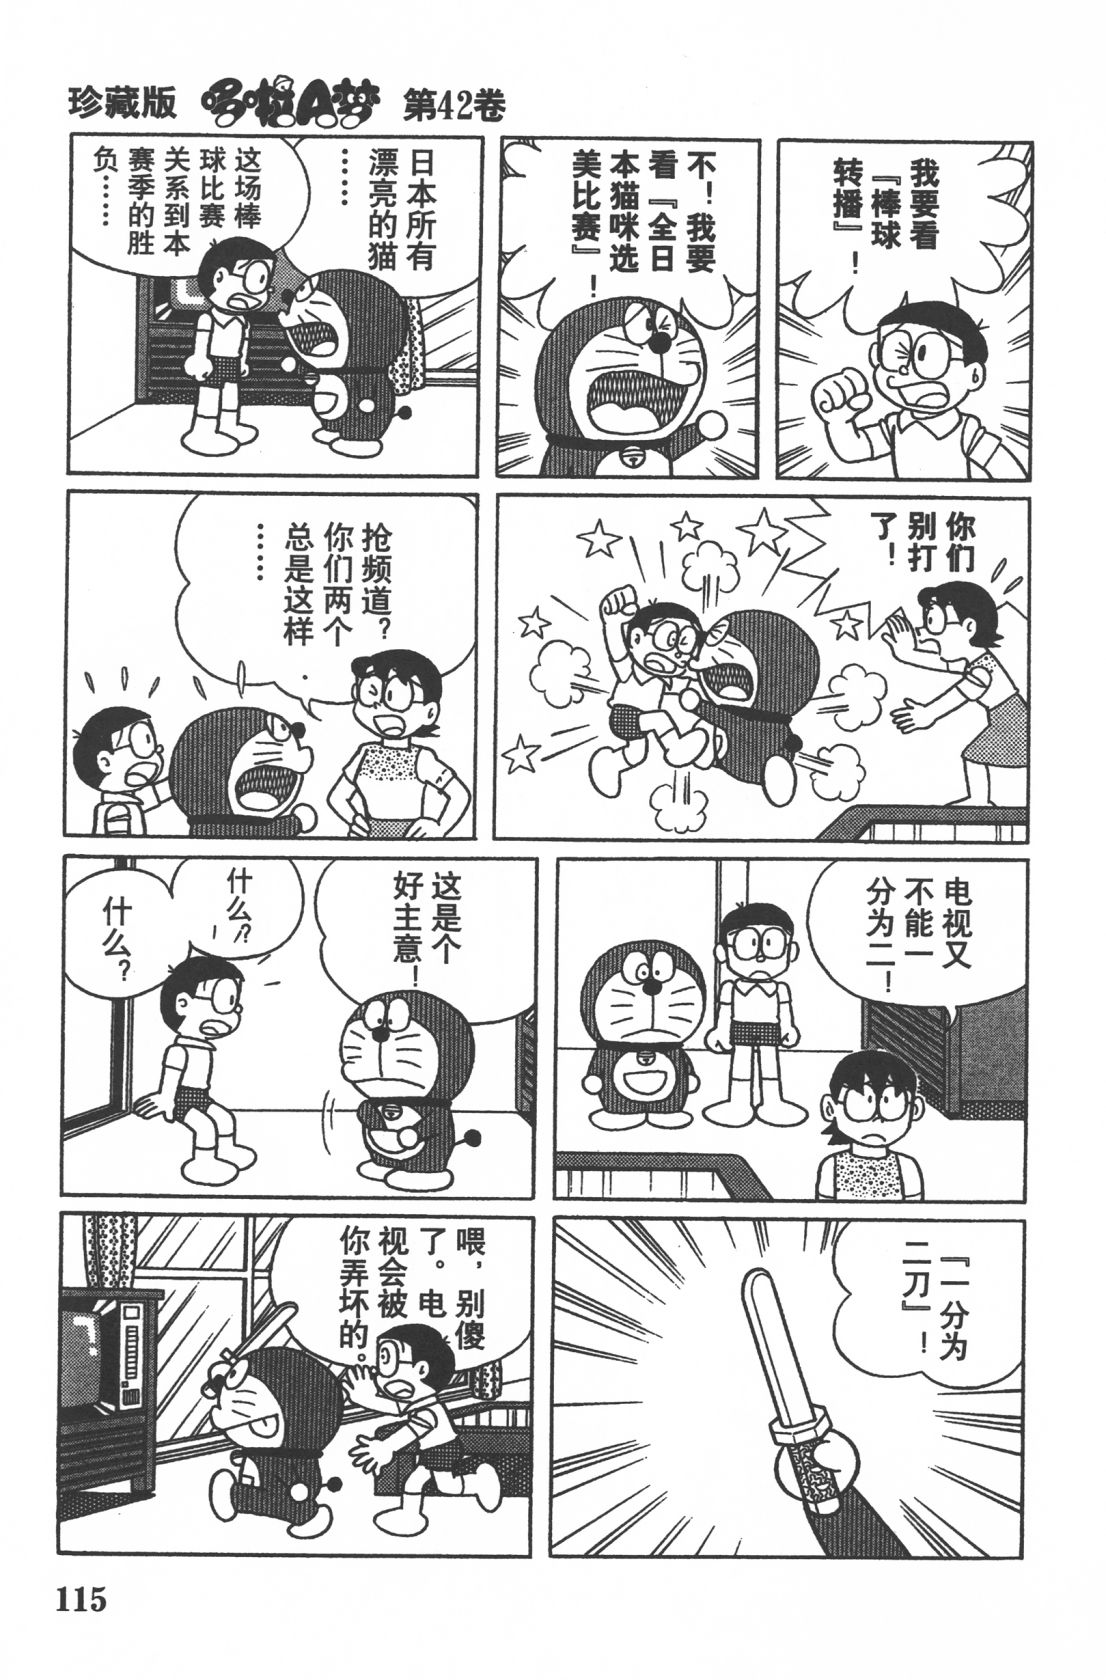 珍藏版 哆啦A梦 第42卷
我要看
『棒球
转播』！
不！我要
看『全日
本猫咪选
美比赛』！
日本所有
漂亮的猫
……
这场棒
球比赛
关系到本
赛季的胜
负……
你们
别打
了！
抢频道？
你们两个
总是这样
……
电视又
不能一
分为二！
这是个
好主意！
什么？
什么？
『一分为
二刀』！
喂，别傻
了。电
视会被
你弄坏的。
115